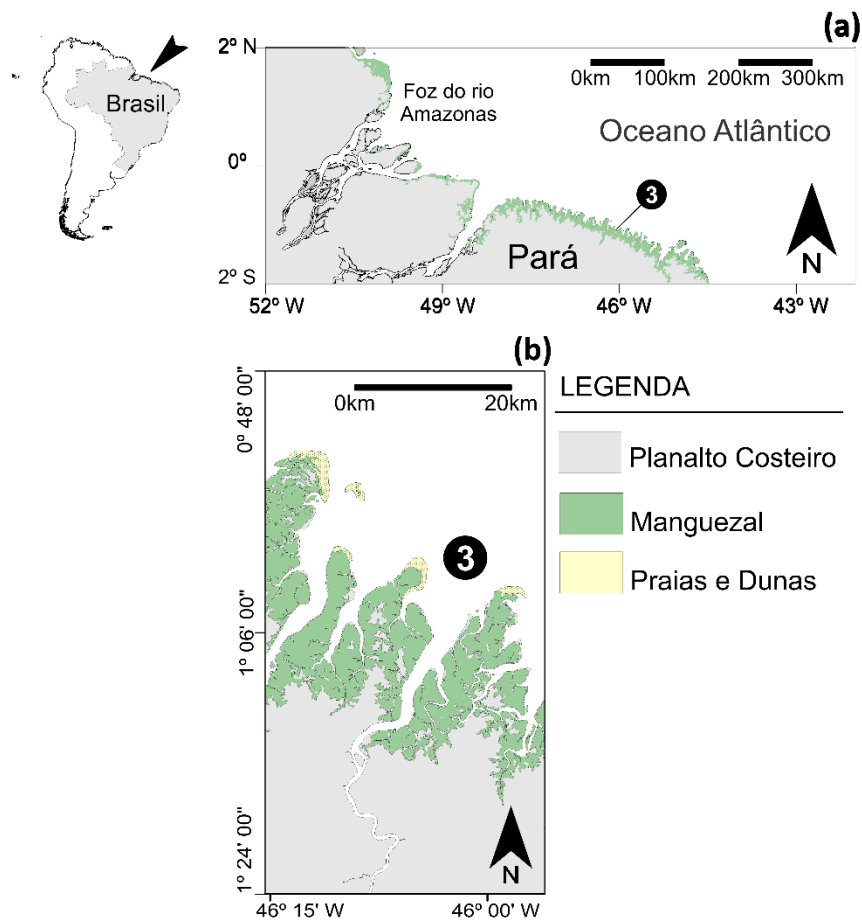 (a)
Brasil
2º N
0º
2º S
52º W
49º W
46º W
43º W
Foz do rio
Amazonas
0km
100km
200km
300km
Oceano Atlântico
3
Pará
N
(b)
0º 48' 00"
1º 06' 00"
1º 24' 00"
0km
20km
3
N
46º 15' W
46º 00' W
LEGENDA
Planalto Costeiro
Manguezal
Praias e Dunas